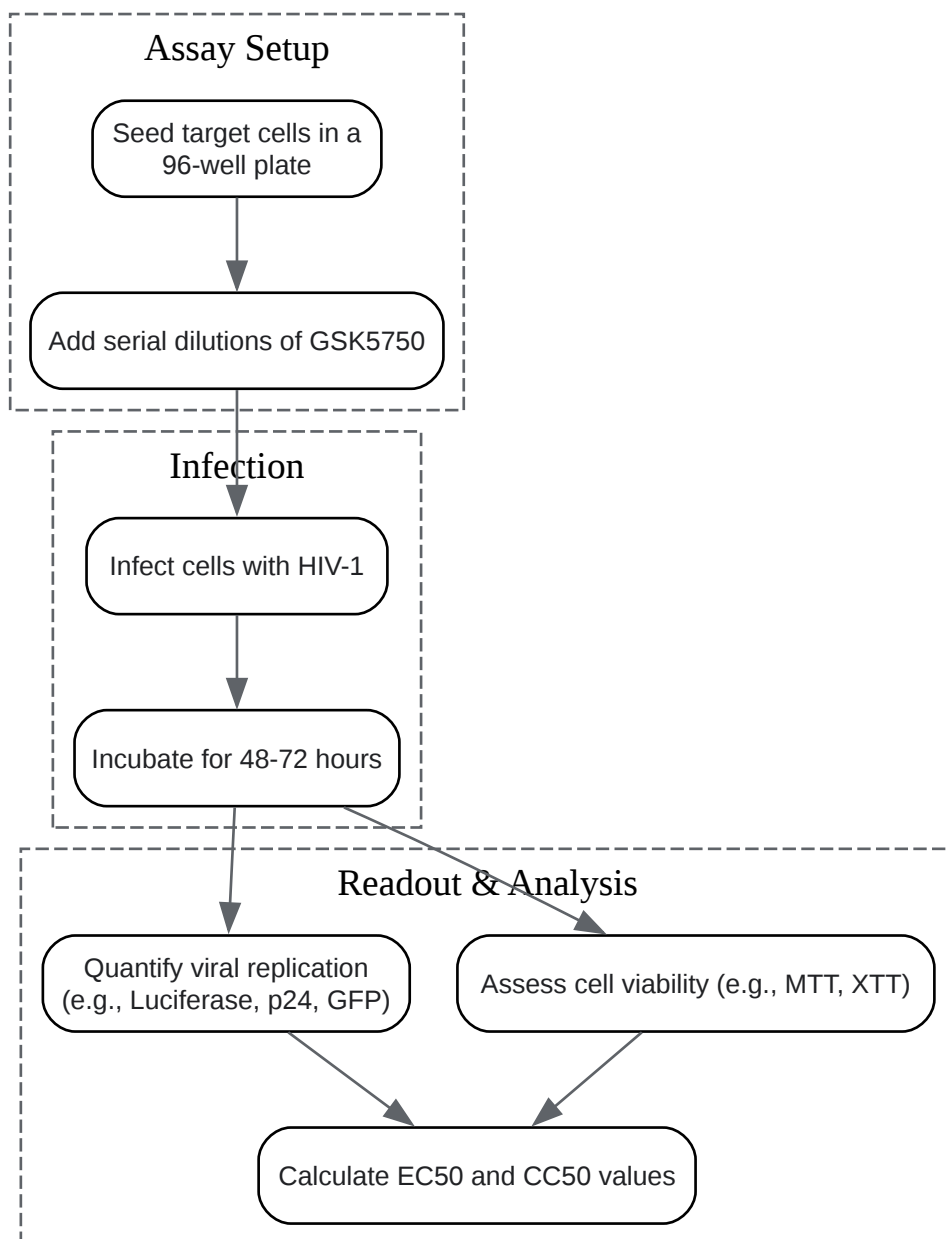 Assay Setup
Seed target cells in a
96-well plate
Add serial dilutions of GSK5750
Infection
Infect cells with HIV-1
Incubate for 48-72 hours
Readout & Analysis
Quantify viral replication
(e.g., Luciferase, p24, GFP)
Assess cell viability (e.g., MTT, XTT)
Calculate EC50 and CC50 values